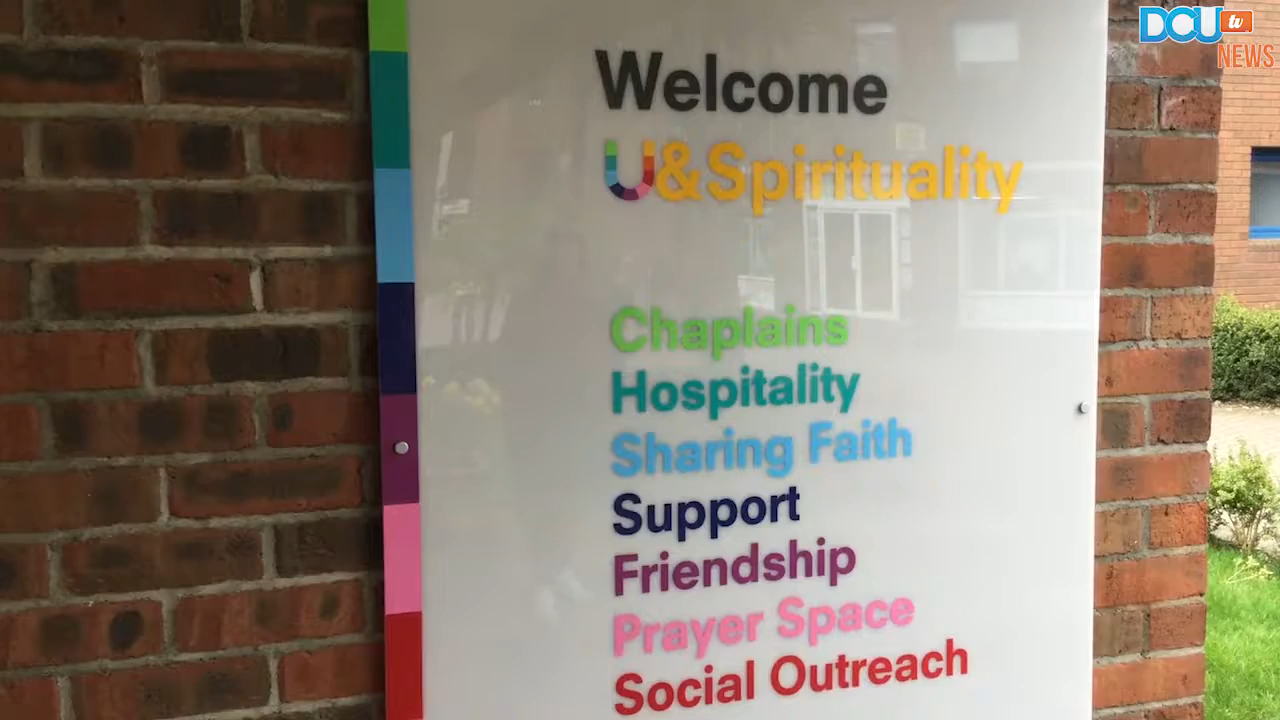 DCU tv
NEWS
Welcome
U&Spirituality
Chaplains
Hospitality
Sharing Faith
Support
Friendship
Prayer Space
Social Outreach